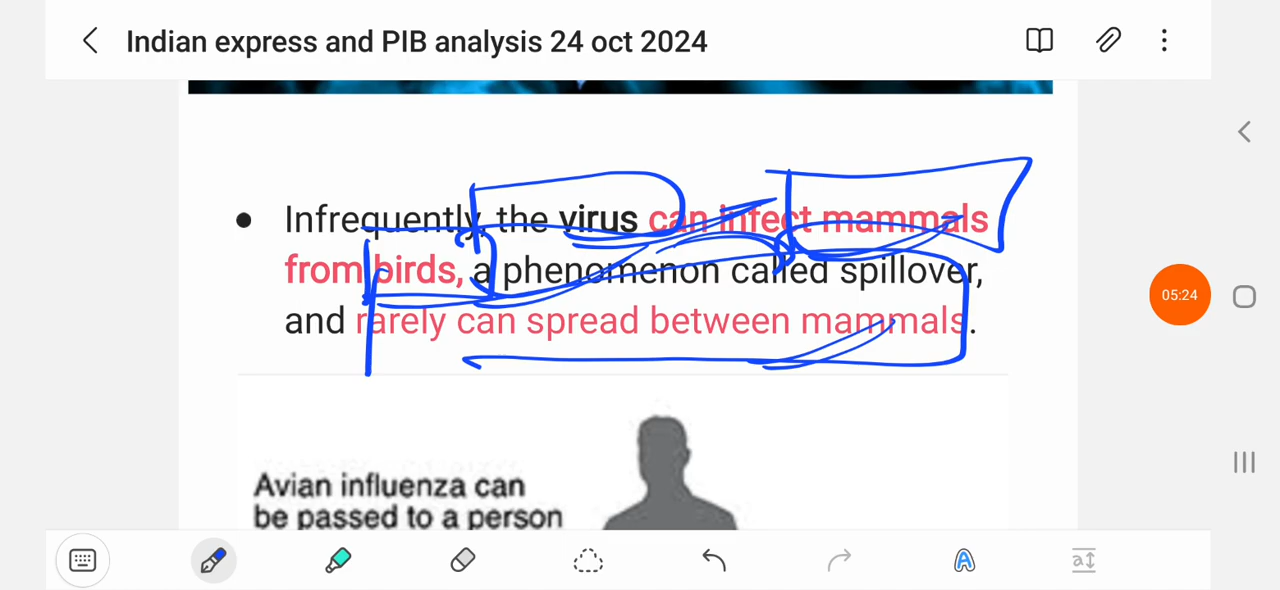 Indian express and PIB analysis 24 oct 2024
Infrequently, the virus can infect mammals
from birds, a phenomenon called spillover,
and rarely can spread between mammals.
05:24
Avian influenza can
be passed to a person
A
a